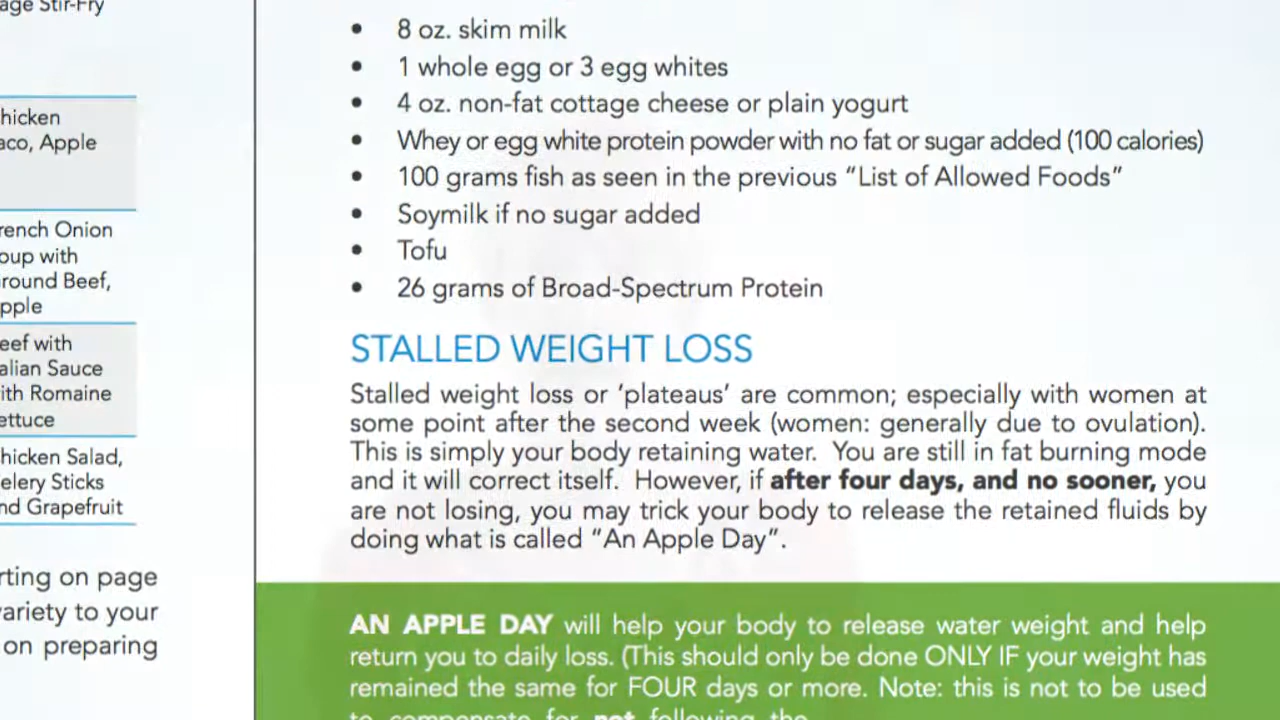 age Stir-Fry
hicken
aco, Apple
rench Onion
oup with
round Beef,
pple
eef with
alian Sauce
ith Romaine
ettuce
hicken Salad,
elery Sticks
nd Grapefruit
rting on page
variety to your
on preparing
• 8 oz. skim milk
• 1 whole egg or 3 egg whites
• 4 oz. non-fat cottage cheese or plain yogurt
• Whey or egg white protein powder with no fat or sugar added (100 calories)
• 100 grams fish as seen in the previous “List of Allowed Foods”
• Soymilk if no sugar added
• Tofu
• 26 grams of Broad-Spectrum Protein
STALLED WEIGHT LOSS
Stalled weight loss or ‘plateaus’ are common; especially with women at
some point after the second week (women: generally due to ovulation).
This is simply your body retaining water. You are still in fat burning mode
and it will correct itself. However, if after four days, and no sooner, you
are not losing, you may trick your body to release the retained fluids by
doing what is called “An Apple Day”.
AN APPLE DAY will help your body to release water weight and help
return you to daily loss. (This should only be done ONLY IF your weight has
remained the same for FOUR days or more. Note: this is not to be used
to compensate for not following the